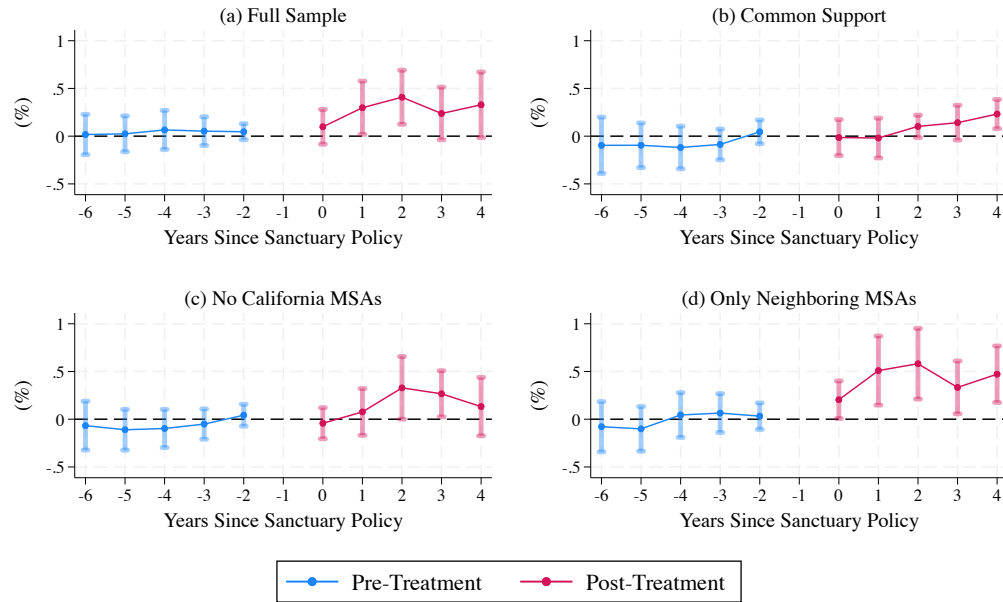 (a) Full Sample
(b) Common Support
1
.5
0
-.5
(%)
-6 -5 -4 -3 -2 -1 0 1 2 3 4
Years Since Sanctuary Policy
1
.5
0
-.5
(%)
-6 -5 -4 -3 -2 -1 0 1 2 3 4
Years Since Sanctuary Policy
(c) No California MSAs
(d) Only Neighboring MSAs
1
.5
0
-.5
(%)
-6 -5 -4 -3 -2 -1 0 1 2 3 4
Years Since Sanctuary Policy
1
.5
0
-.5
(%)
-6 -5 -4 -3 -2 -1 0 1 2 3 4
Years Since Sanctuary Policy
Pre-Treatment Post-Treatment